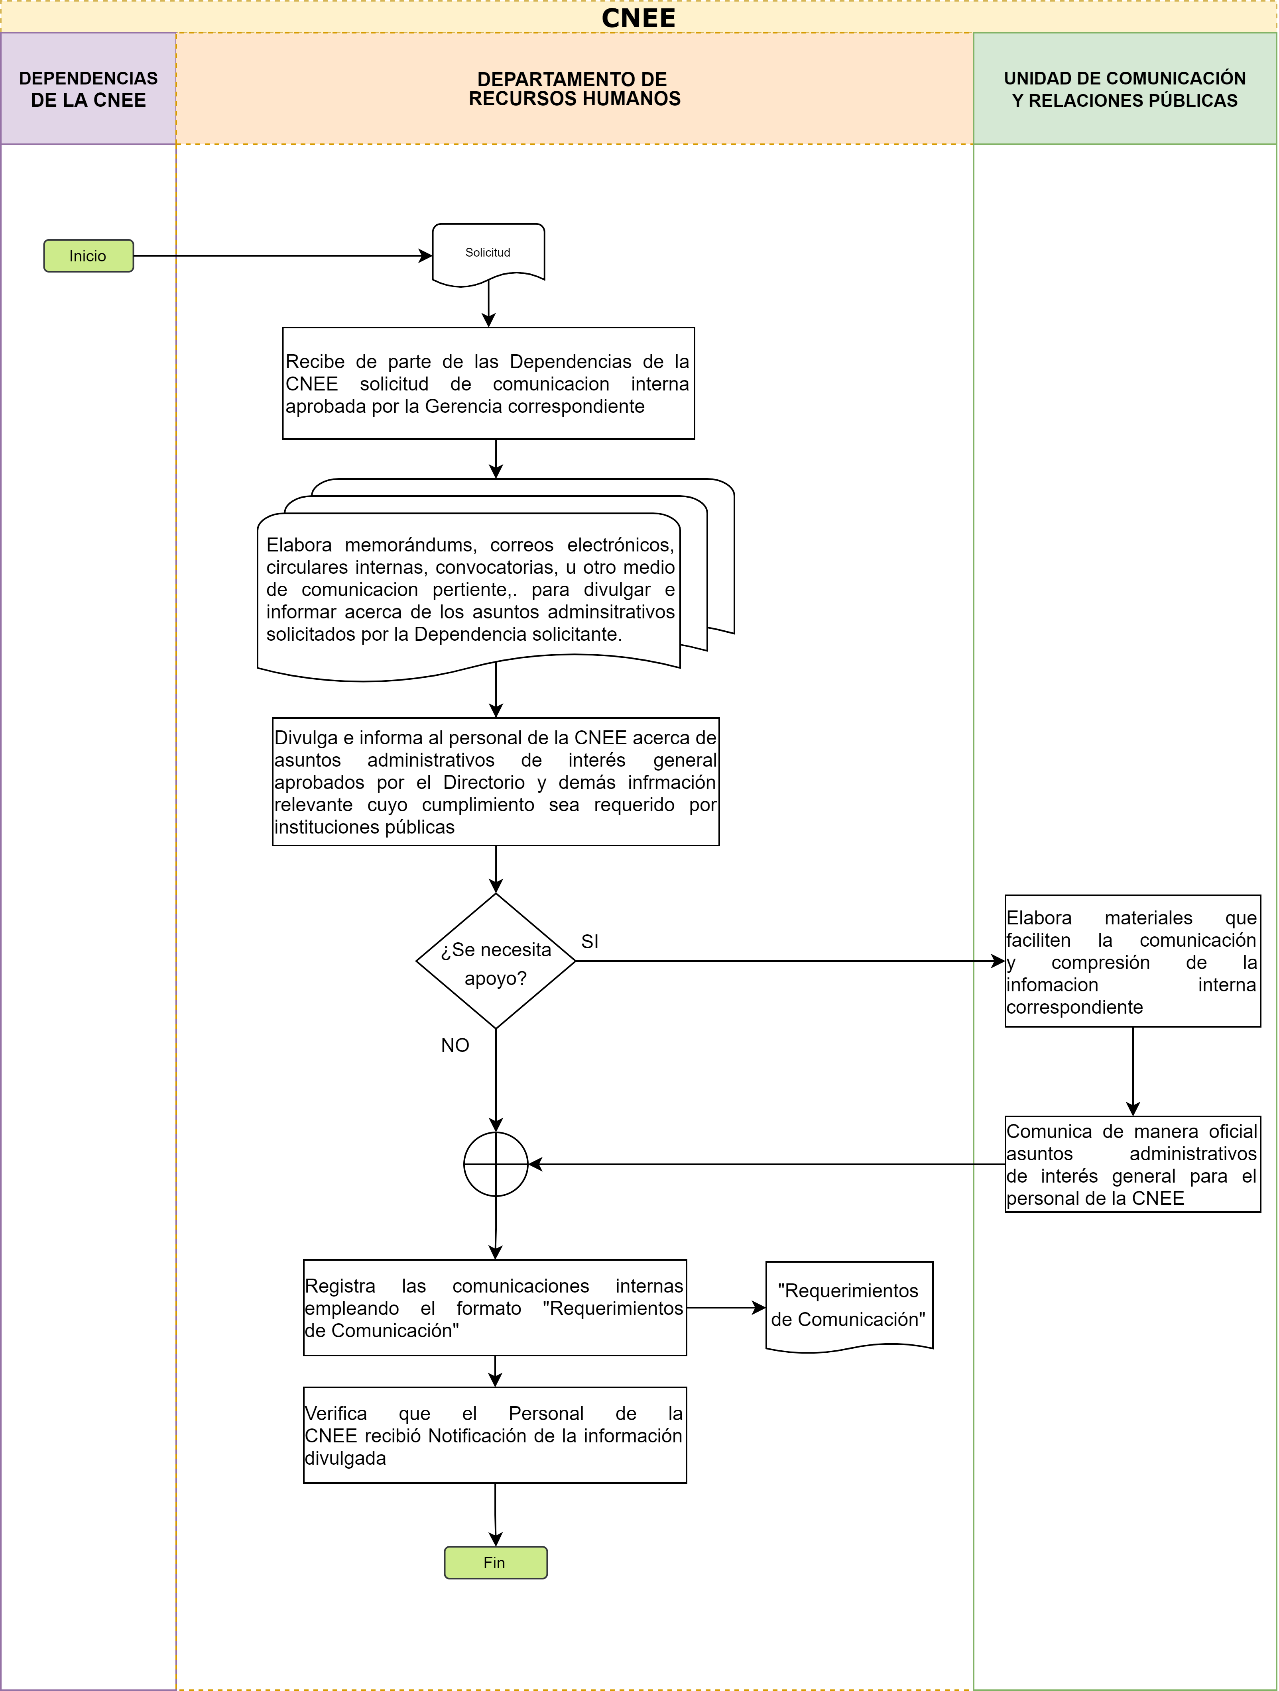 CNEE
DEPENDENCIAS
DE LA CNEE
DEPARTAMENTO DE
RECURSOS HUMANOS
UNIDAD DE COMUNICACIÓN
Y RELACIONES PÚBLICAS
Inicio
Solicitud
Recibe de parte de las Dependencias de la
CNEE solicitud de comunicacion interna
aprobada por la Gerencia correspondiente
Elabora memorándums, correos electrónicos,
circulares internas, convocatorias, u otro medio
de comunicacion pertiente,. para divulgar e
informar acerca de los asuntos adminsitrativos
solicitados por la Dependencia solicitante.
Divulga e informa al personal de la CNEE acerca de
asuntos administrativos de interés general
aprobados por el Directorio y demás infrmación
relevante cuyo cumplimiento sea requerido por
instituciones públicas
¿Se necesita
apoyo?
SI
NO
Elabora materiales que
faciliten la comunicación
y compresión de la
infomacion interna
correspondiente
Comunica de manera oficial
asuntos administrativos
de interés general para el
personal de la CNEE
Registra las comunicaciones internas
empleando el formato "Requerimientos
de Comunicación"
"Requerimientos
de Comunicación"
Verifica que el Personal de la
CNEE recibió Notificación de la información
divulgada
Fin